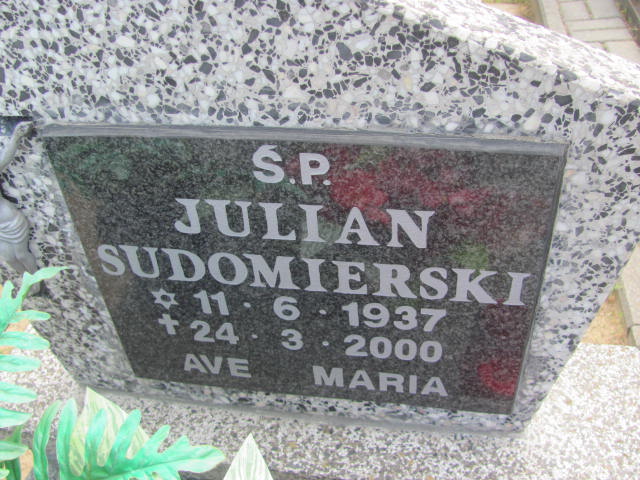 Ś.P.
JULIAN
SUDOMIERSKI
✡ 11 · 6 · 1937
✝ 24 · 3 · 2000
AVE MARIA